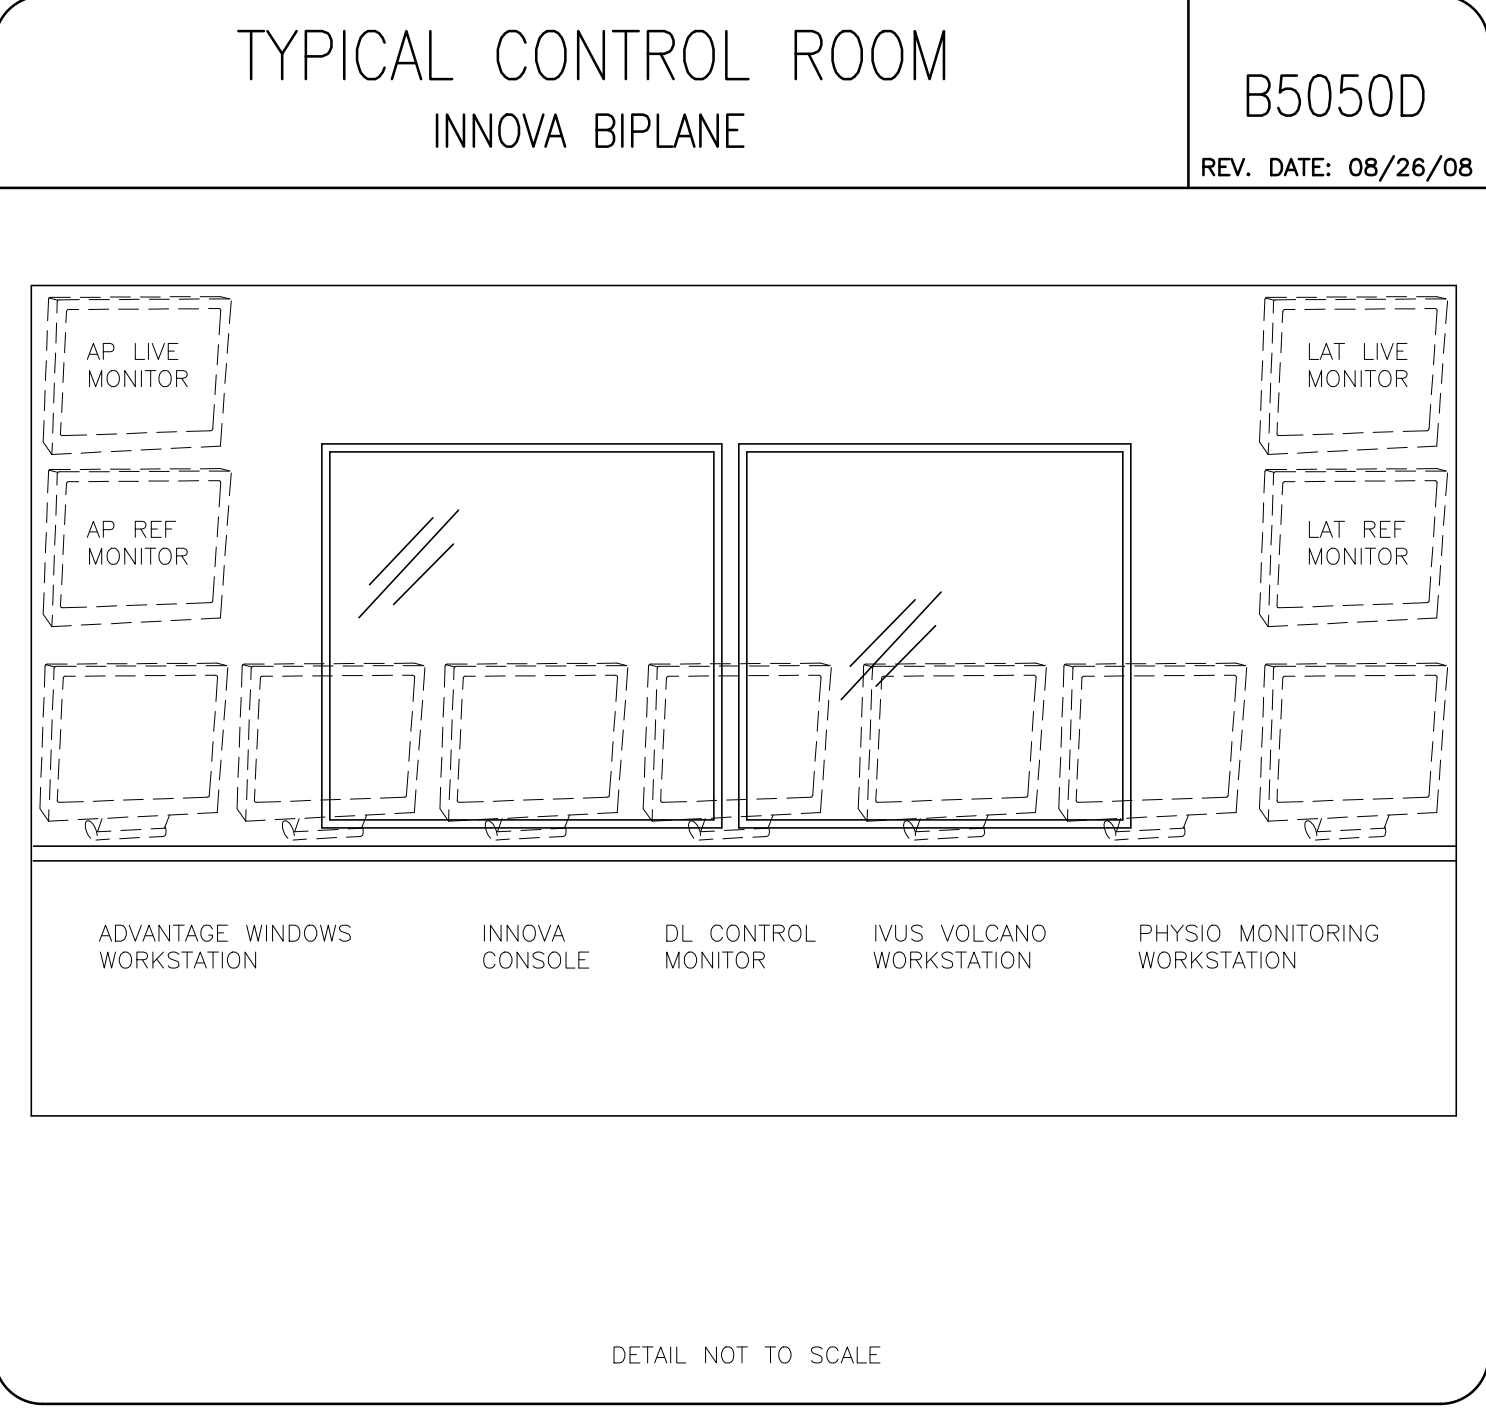 TYPICAL CONTROL ROOM
INNOVA BIPLANE
B5050D
REV. DATE: 08/26/08
AP LIVE
MONITOR
LAT LIVE
MONITOR
AP REF
MONITOR
LAT REF
MONITOR
ADVANTAGE WINDOWS
WORKSTATION
INNOVA
CONSOLE
DL CONTROL
MONITOR
IVUS VOLCANO
WORKSTATION
PHYSIO MONITORING
WORKSTATION
DETAIL NOT TO SCALE